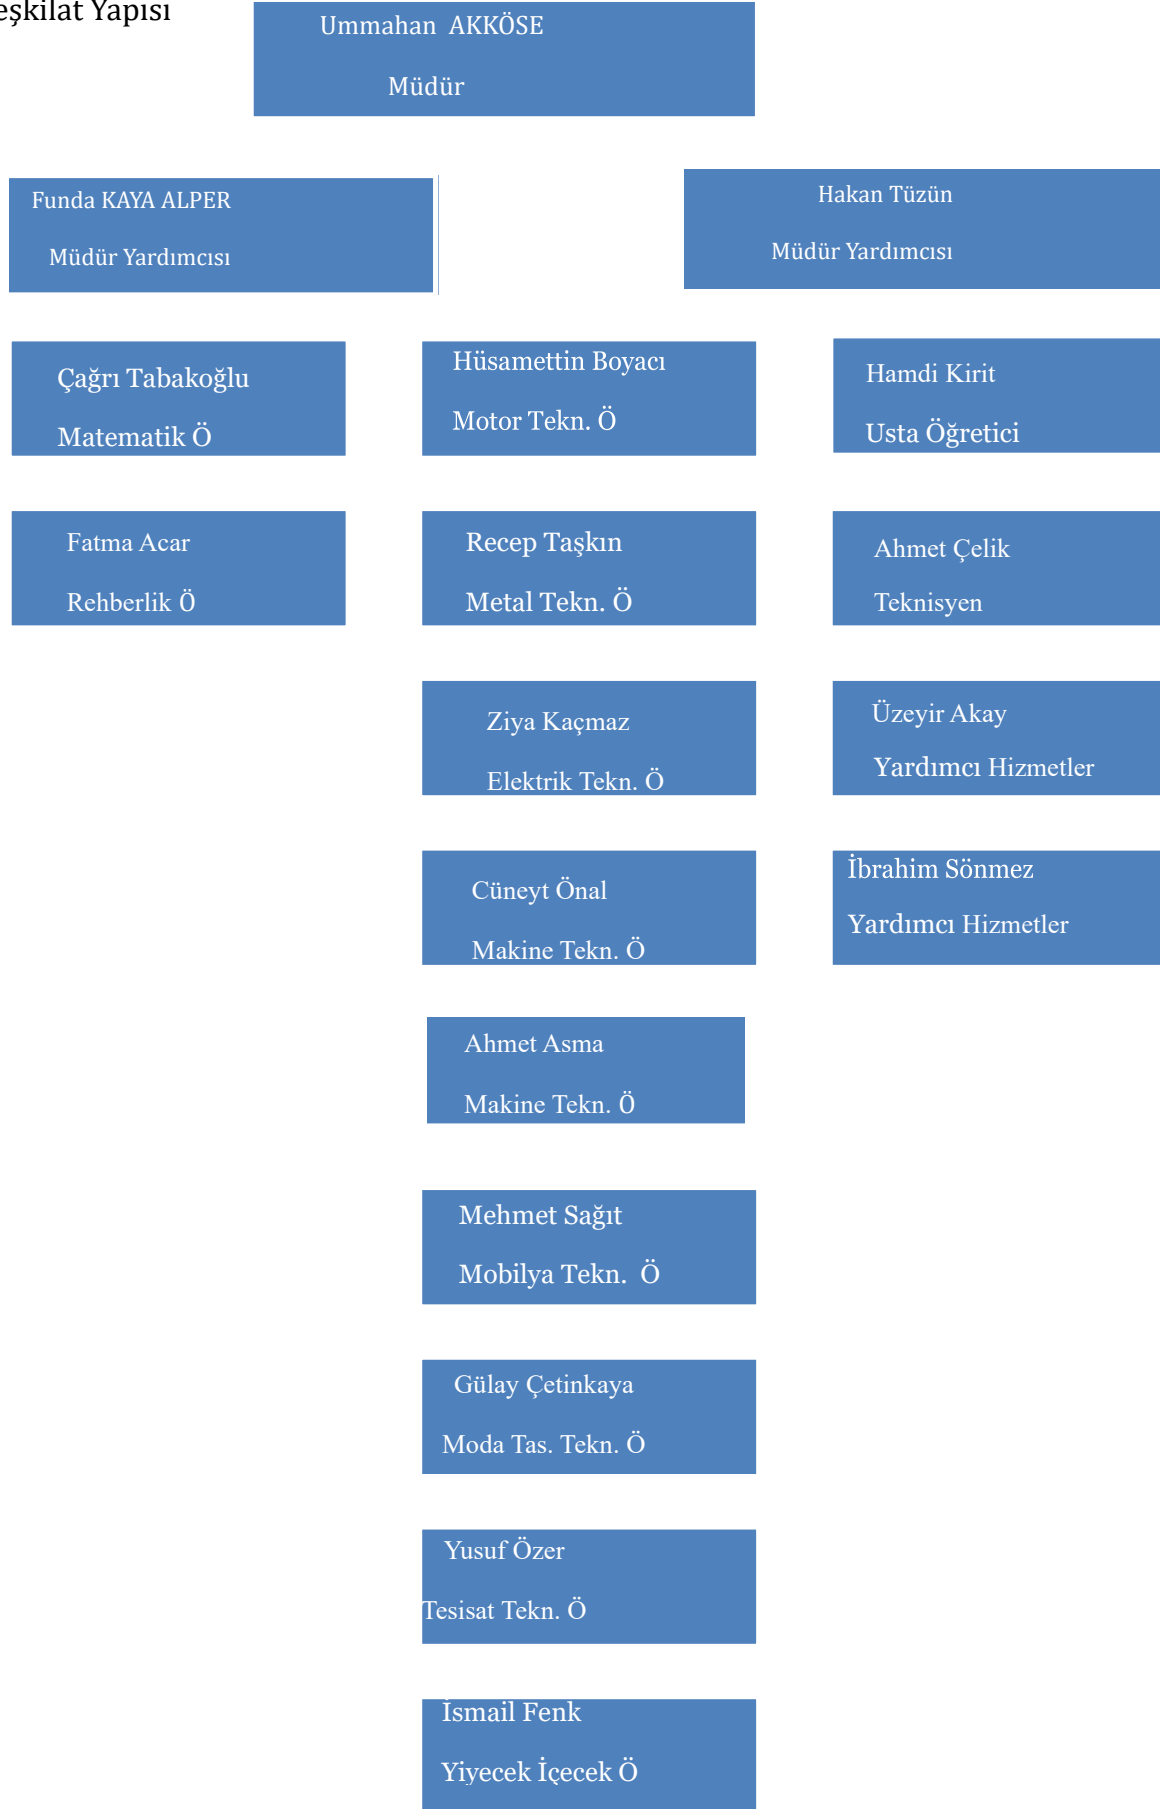 eşkilat Yapısı
Ummahan AKKÖSE
Müdür
Funda KAYA ALPER
Müdür Yardımcısı
Hakan Tüzün
Müdür Yardımcısı
Çağrı Tabakoğlu
Matematik Ö
Hüsamettin Boyacı
Motor Tekn. Ö
Hamdi Kirit
Usta Öğretici
Fatma Acar
Rehberlik Ö
Recep Taşkın
Metal Tekn. Ö
Ahmet Çelik
Teknisyen
Ziya Kaçmaz
Elektrik Tekn. Ö
Üzeyir Akay
Yardımcı Hizmetler
Cüneyt Önal
Makine Tekn. Ö
İbrahim Sönmez
Yardımcı Hizmetler
Ahmet Asma
Makine Tekn. Ö
Mehmet Sağıt
Mobilya Tekn. Ö
Gülay Çetinkaya
Moda Tas. Tekn. Ö
Yusuf Özer
Tesisat Tekn. Ö
İsmail Fenk
Yiyecek İçecek Ö